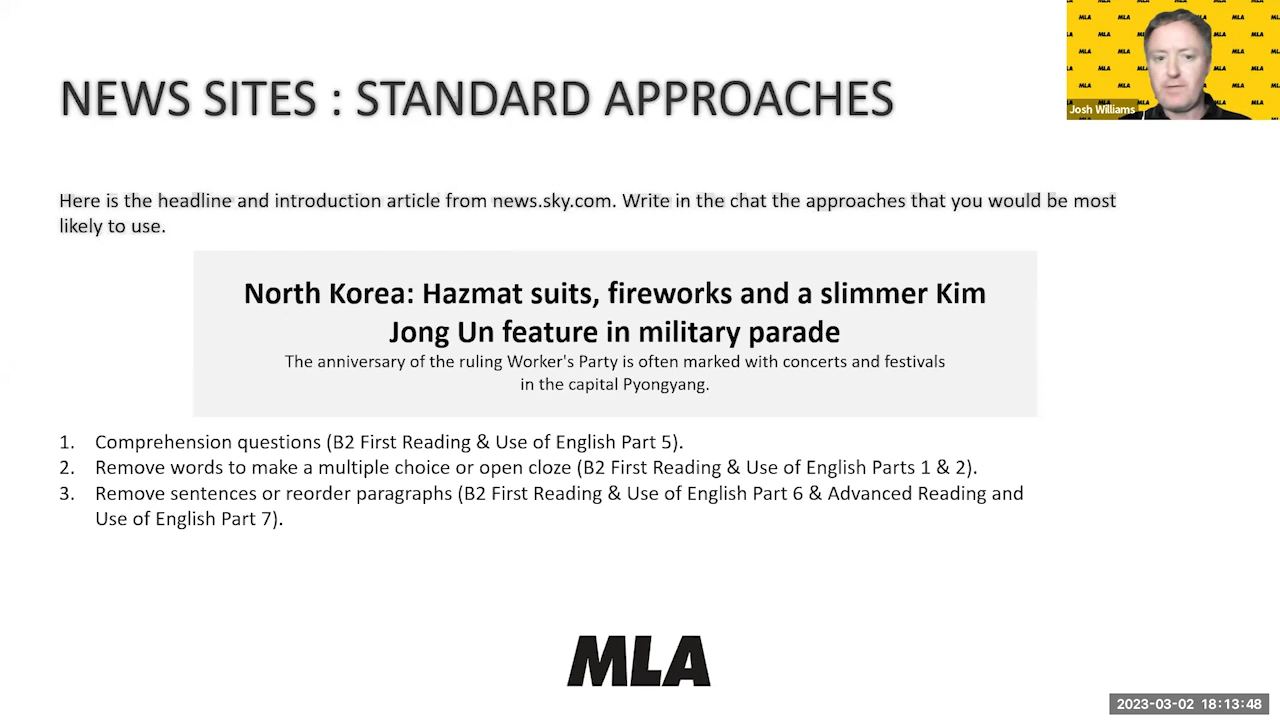 NEWS SITES : STANDARD APPROACHES
Josh Williams
Here is the headline and introduction article from news.sky.com. Write in the chat the approaches that you would be most
likely to use.
North Korea: Hazmat suits, fireworks and a slimmer Kim
Jong Un feature in military parade
The anniversary of the ruling Worker's Party is often marked with concerts and festivals
in the capital Pyongyang.
1. Comprehension questions (B2 First Reading & Use of English Part 5).
2. Remove words to make a multiple choice or open cloze (B2 First Reading & Use of English Parts 1 & 2).
3. Remove sentences or reorder paragraphs (B2 First Reading & Use of English Part 6 & Advanced Reading and
Use of English Part 7).
MLA
2023-03-02 18:13:48